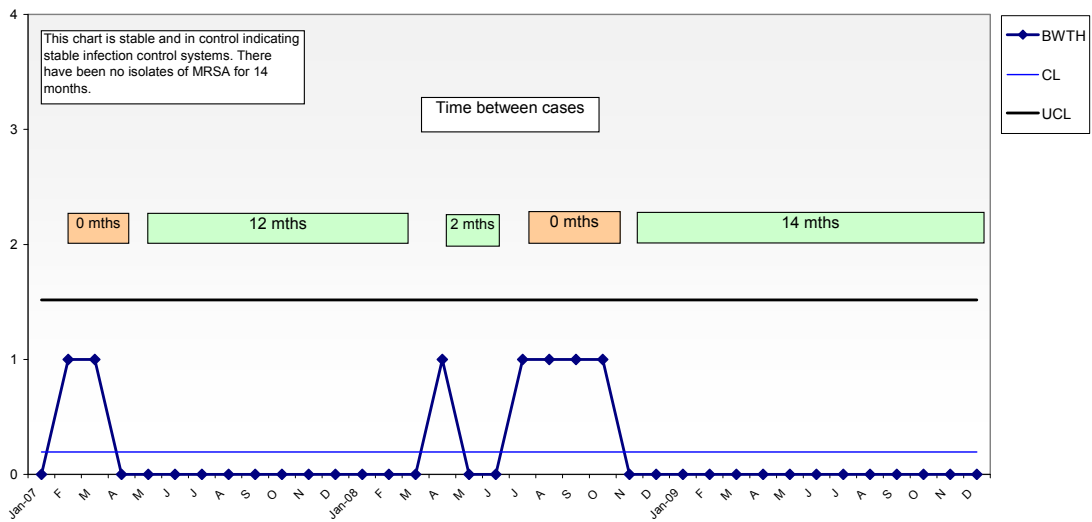 4
3
2
1
0
This chart is stable and in control indicating
stable infection control systems. There
have been no isolates of MRSA for 14
months.
Time between cases
0 mths
12 mths
2 mths
0 mths
14 mths
BWTH
CL
UCL
Jan-07 F M A M J J A S O N D Jan-08 F M A M J J A S O N D Jan-09 F M A M J J A S O N D